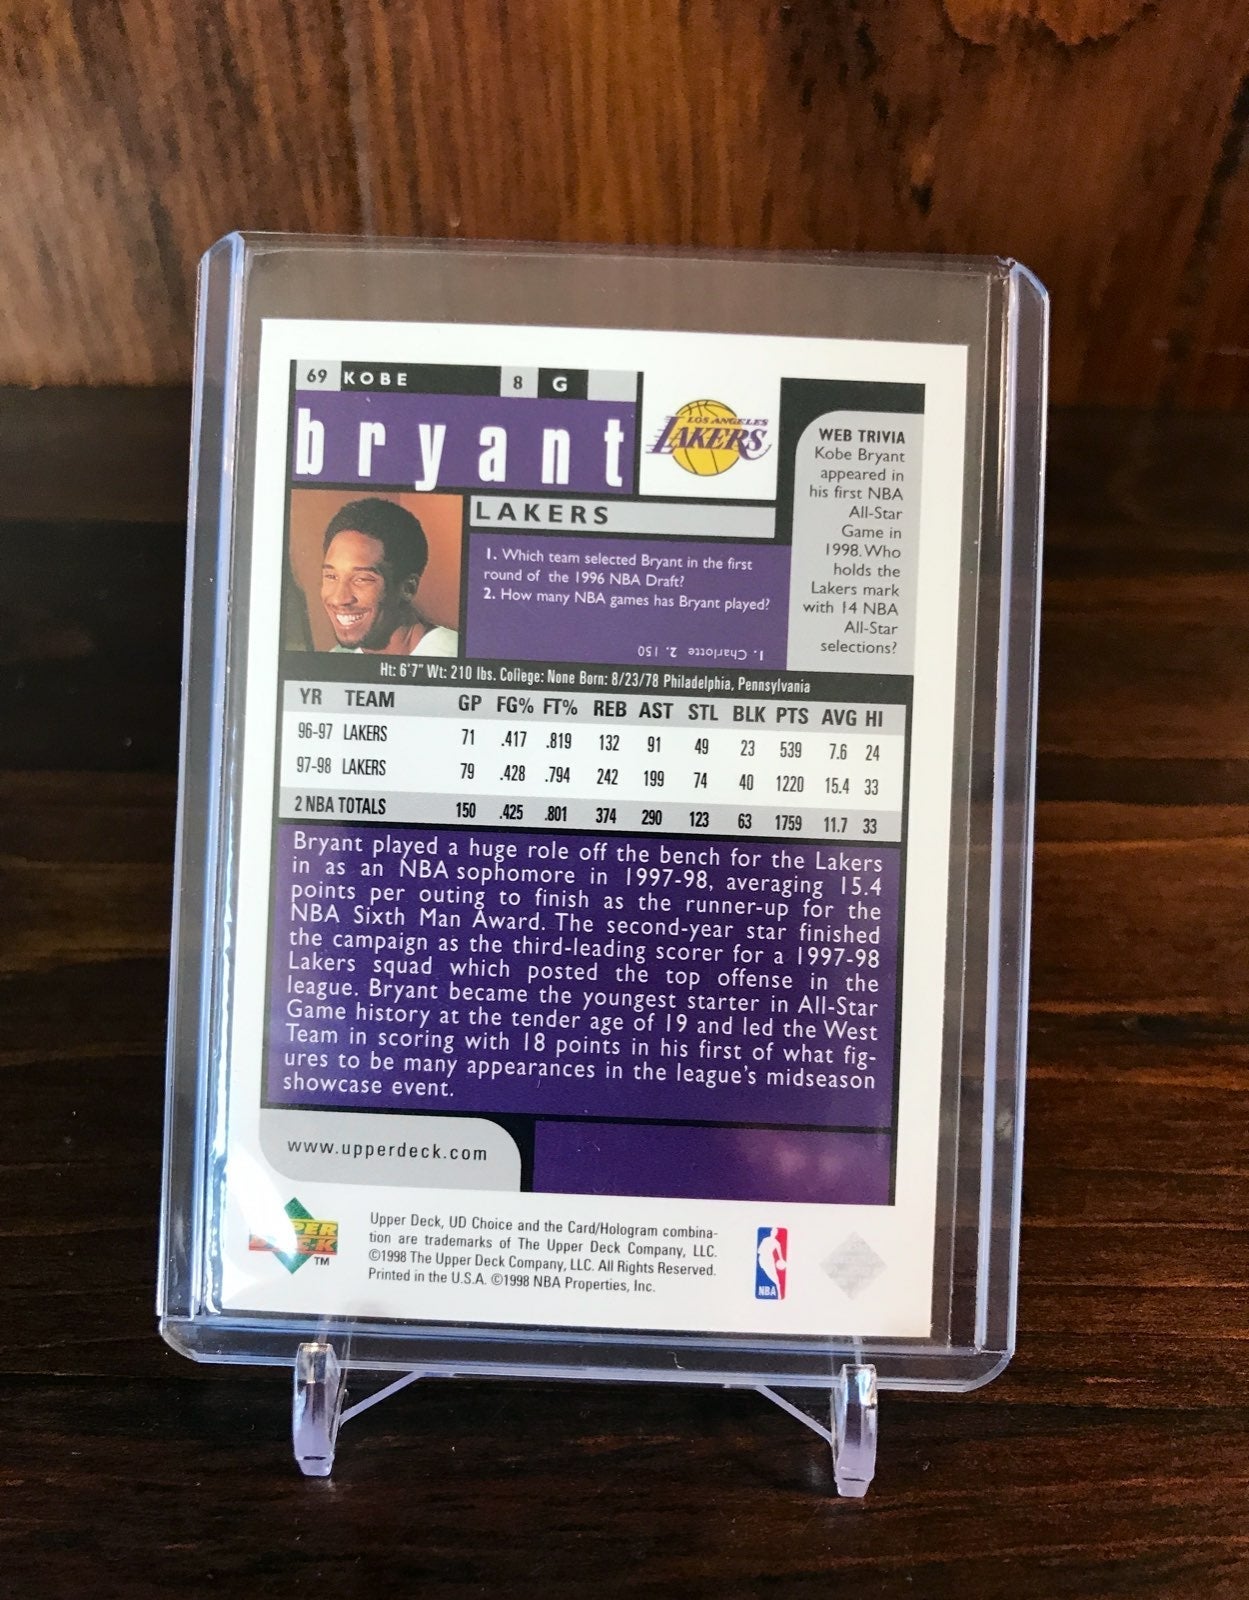 69 KOBE 8 G
bryant
LOS ANGELES
LAKERS
LAKERS
1. Which team selected Bryant in the first
round of the 1996 NBA Draft?
2. How many NBA games has Bryant played?
1. Charlotte 2. 150
WEB TRIVIA
Kobe Bryant
appeared in
his first NBA
All-Star
Game in
1998. Who
holds the
Lakers mark
with 14 NBA
All-Star
selections?
Ht: 6'7" Wt: 210 lbs. College: None Born: 8/23/78 Philadelphia, Pennsylvania
YR TEAM GP FG% FT% REB AST STL BLK PTS AVG HI
96-97 LAKERS 71 .417 .819 132 91 49 23 539 7.6 24
97-98 LAKERS 79 .428 .794 242 199 74 40 1220 15.4 33
2 NBA TOTALS 150 .425 .801 374 290 123 63 1759 11.7 33
Bryant played a huge role off the bench for the Lakers
in as an NBA sophomore in 1997-98, averaging 15.4
points per outing to finish as the runner-up for the
NBA Sixth Man Award. The second-year star finished
the campaign as the third-leading scorer for a 1997-98
Lakers squad which posted the top offense in the
league. Bryant became the youngest starter in All-Star
Game history at the tender age of 19 and led the West
Team in scoring with 18 points in his first of what fig-
ures to be many appearances in the league's midseason
showcase event.
www.upperdeck.com
UPPER
DECK
TM
Upper Deck, UD Choice and the Card/Hologram combina-
tion are trademarks of The Upper Deck Company, LLC.
©1998 The Upper Deck Company, LLC. All Rights Reserved.
Printed in the U.S.A. ©1998 NBA Properties, Inc.
NBA